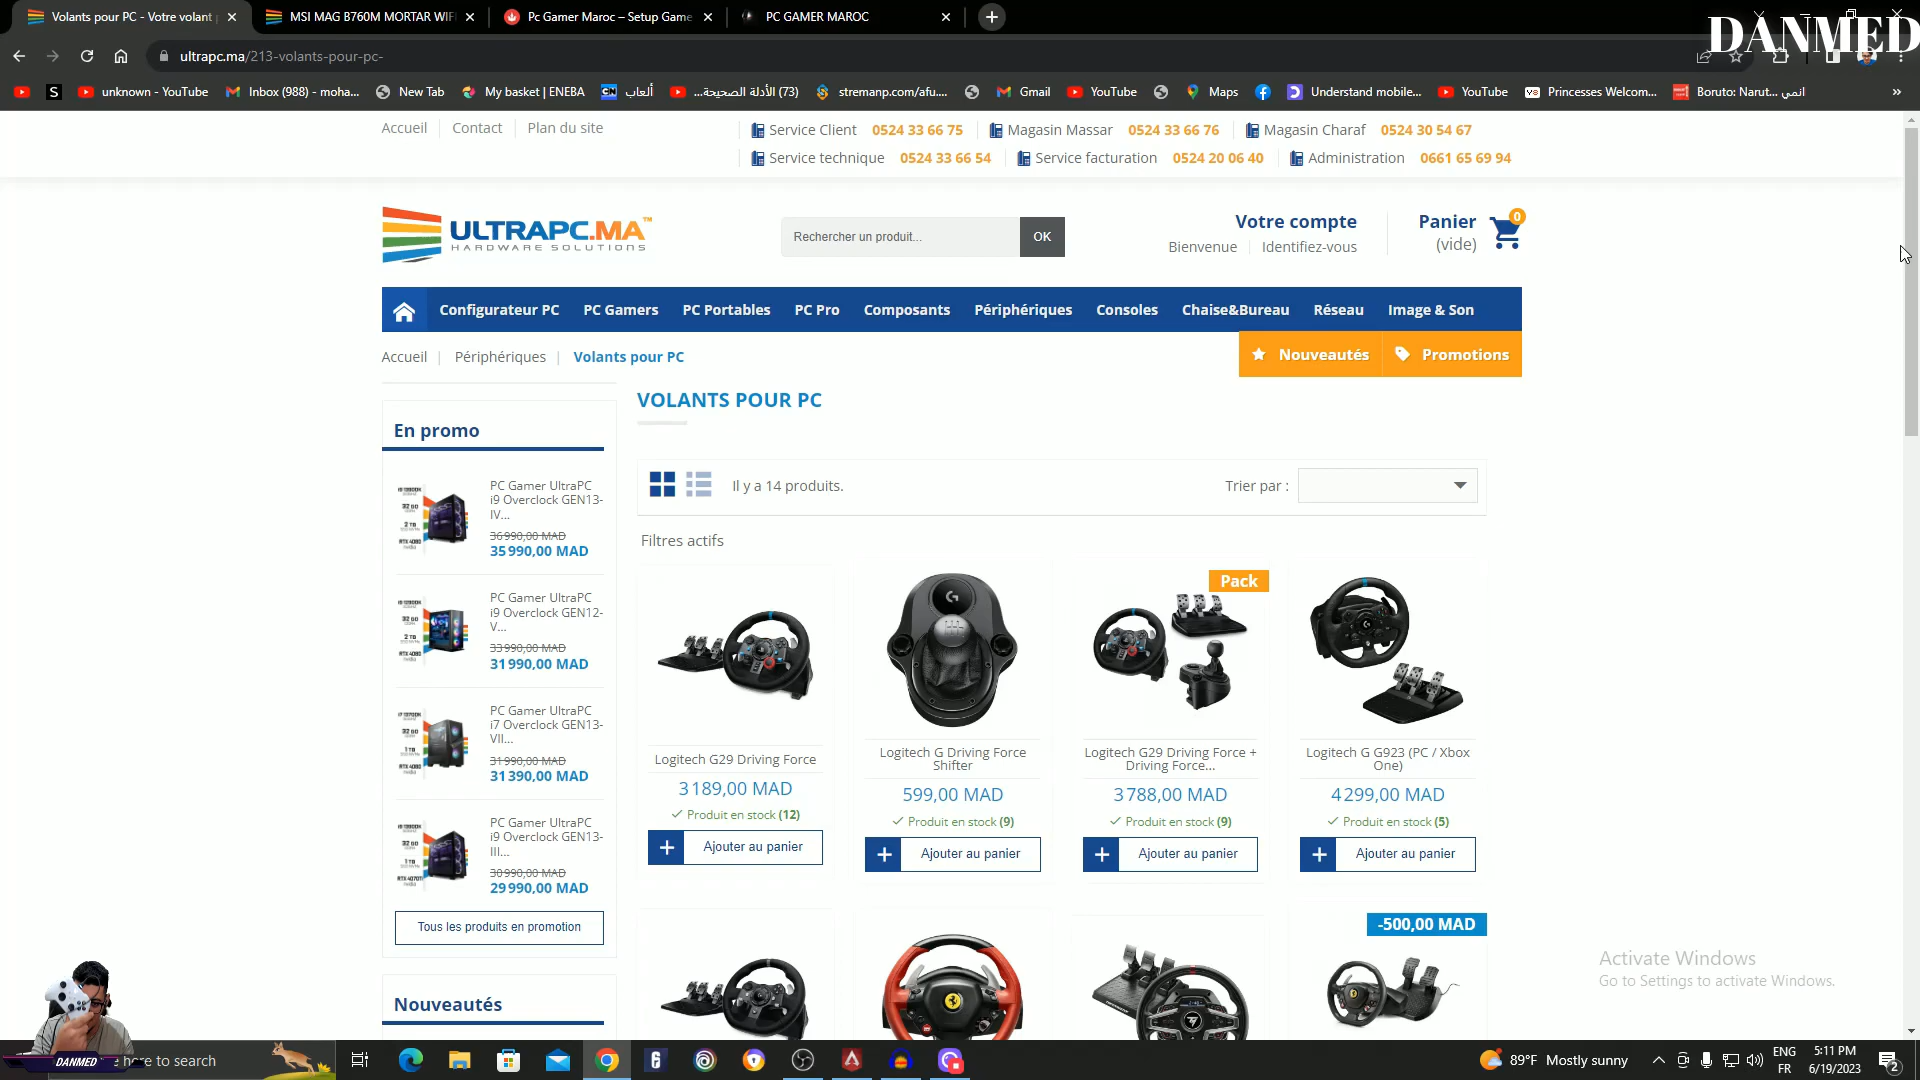 Volants pour PC - Votre volant
MSI MAG B760M MORTAR WIFI
Pc Gamer Maroc – Setup Game
PC GAMER MAROC
DANMED
ultrapc.ma/213-volants-pour-pc-
S
unknown - YouTube
Inbox (988) - moha...
New Tab
My basket | ENEBA
CN
ألعاب
(73) الأدلة الصحيحة...
stremanp.com/afu....
Gmail
YouTube
Maps
Understand mobile...
YouTube
Princesses Welcom...
Boruto: Narut... انمي
»
Accueil
Contact
Plan du site
Service Client 0524 33 66 75
Magasin Massar 0524 33 66 76
Magasin Charaf 0524 30 54 67
Service technique 0524 33 66 54
Service facturation 0524 20 06 40
Administration 0661 65 69 94
ULTRAPC.MA™
HARDWARE SOLUTIONS
Rechercher un produit...
OK
Votre compte
Bienvenue
Identifiez-vous
Panier
(vide)
0
Configurateur PC
PC Gamers
PC Portables
PC Pro
Composants
Périphériques
Consoles
Chaise&Bureau
Réseau
Image & Son
Accueil | Périphériques | Volants pour PC
Nouveautés
Promotions
VOLANTS POUR PC
Il y a 14 produits.
Trier par :
Filtres actifs
En promo
PC Gamer UltraPC
i9 Overclock GEN13-
IV...
36 990,00 MAD
35 990,00 MAD
PC Gamer UltraPC
i9 Overclock GEN12-
V...
33 990,00 MAD
31 990,00 MAD
PC Gamer UltraPC
i7 Overclock GEN13-
VII...
31 990,00 MAD
31 390,00 MAD
PC Gamer UltraPC
i9 Overclock GEN13-
III...
30 990,00 MAD
29 990,00 MAD
Tous les produits en promotion
Nouveautés
Logitech G29 Driving Force
3 189,00 MAD
Produit en stock (12)
+ Ajouter au panier
Logitech G Driving Force
Shifter
599,00 MAD
Produit en stock (9)
+ Ajouter au panier
Pack
Logitech G29 Driving Force +
Driving Force...
3 788,00 MAD
Produit en stock (9)
+ Ajouter au panier
Logitech G G923 (PC / Xbox
One)
4 299,00 MAD
Produit en stock (5)
+ Ajouter au panier
-500,00 MAD
Activate Windows
Go to Settings to activate Windows.
DANMED
here to search
89°F Mostly sunny
ENG
FR
5:11 PM
6/19/2023
2